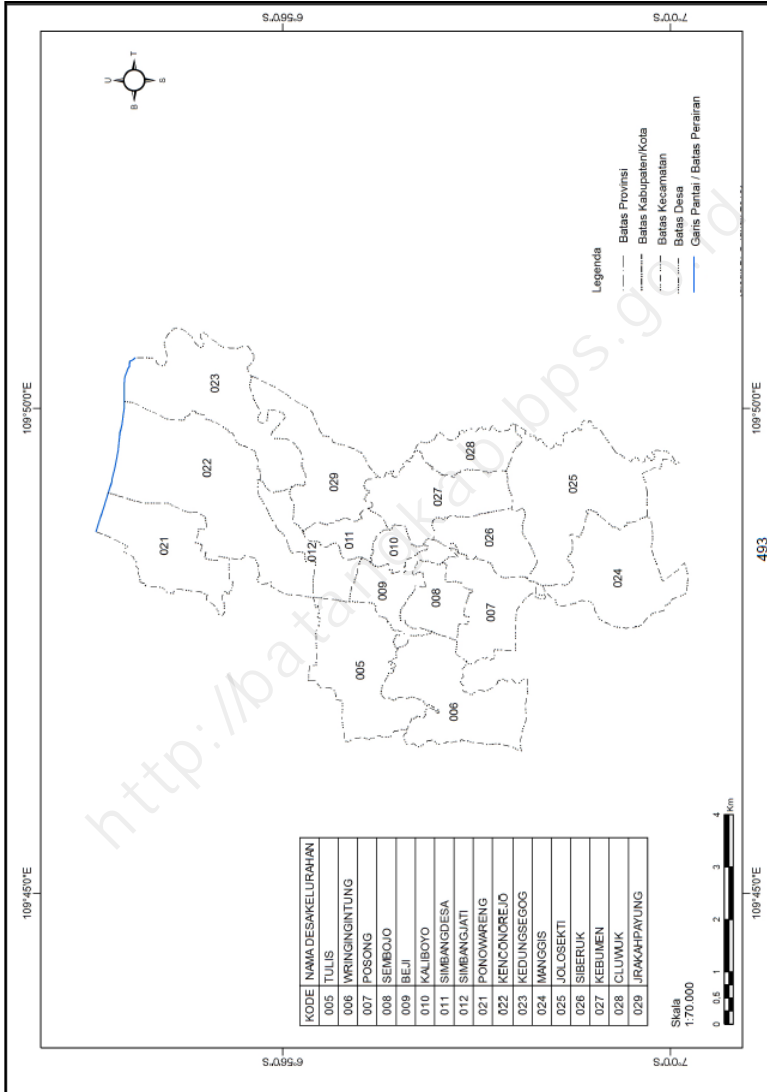 6°56'0"S
7°0'0"S
109°50'0"E
109°45'0"E
U
T
S
B
021
022
023
012
011
029
005
009
010
027
028
008
006
007
026
025
024
Legenda
Batas Provinsi
Batas Kabupaten/Kota
Batas Kecamatan
Batas Desa
Garis Pantai / Batas Perairan
KODE NAMA DESA/KELURAHAN
005 TULIS
006 WRINGINGINTUNG
007 POSONG
008 SEMBOJO
009 BEJI
010 KALIBOYO
011 SIMBANGDESA
012 SIMBANGJATI
021 PONOWARENG
022 KENCONOREJO
023 KEDUNGSEGOG
024 MANGGIS
025 JOLOSEKTI
026 SIBERUK
027 KEBUMEN
028 CLUWUK
029 JRAKAHPAYUNG
Skala
1:70.000
0 0,5 1 2 3 4
Km
109°50'0"E
109°45'0"E
6°56'0"S
7°0'0"S
493
http://batangkab.bps.go.id